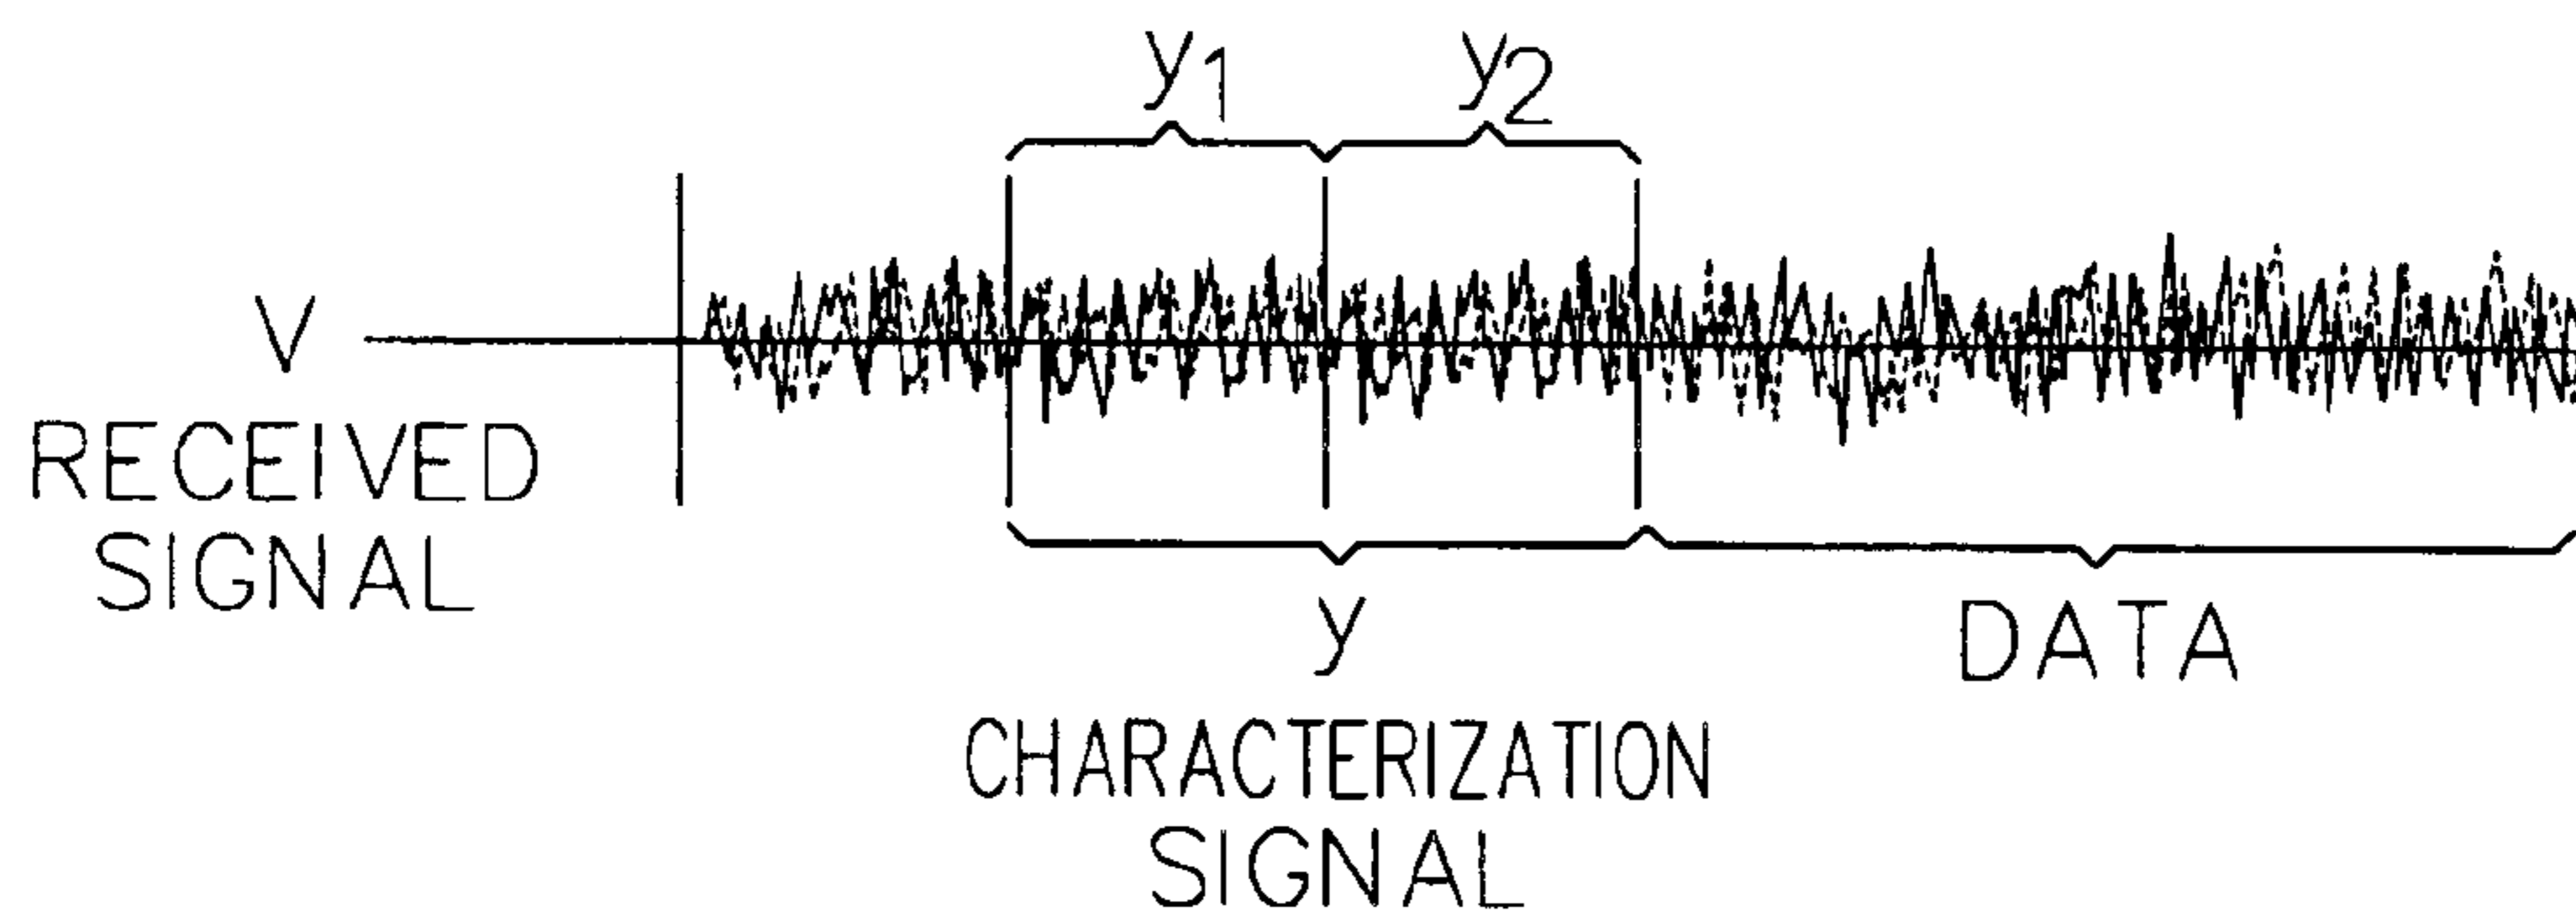 y1 y2
V
RECEIVED
SIGNAL
y
DATA
CHARACTERIZATION
SIGNAL